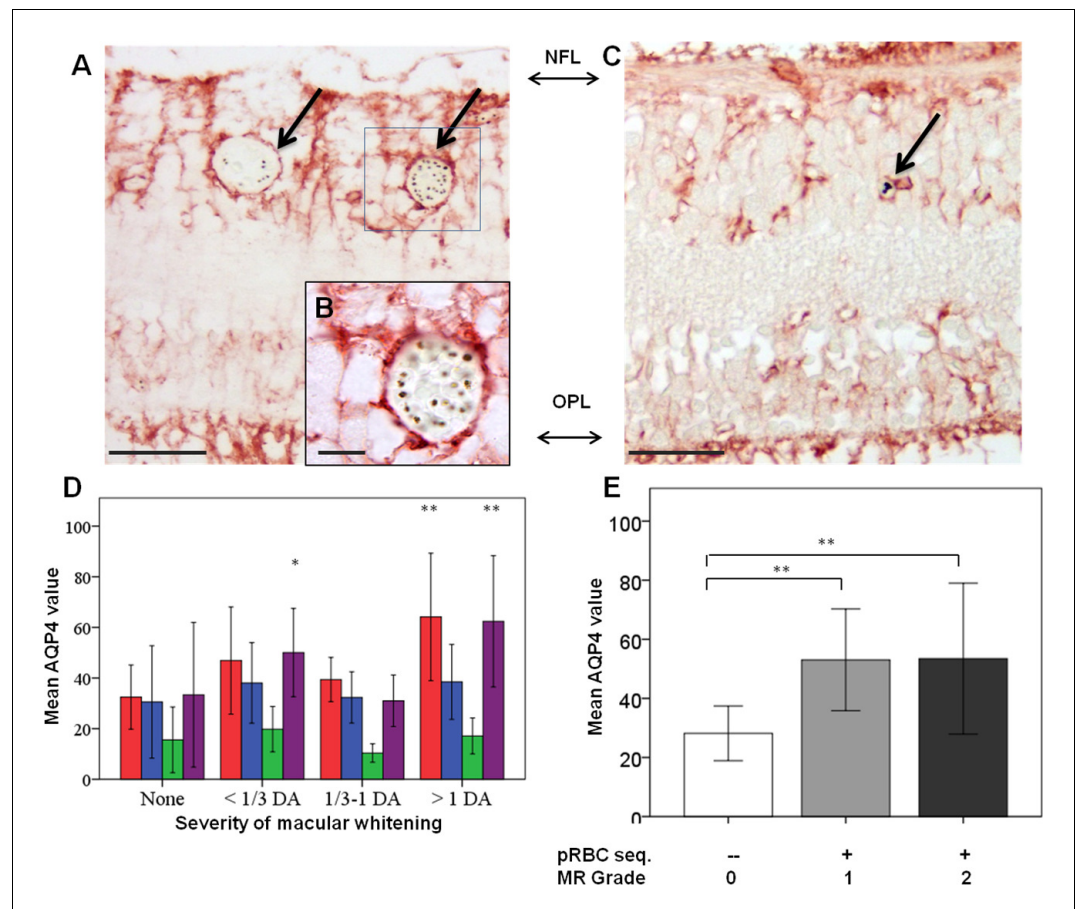 A
NFL
C
B
OPL
D
E
** **
*
100
80
60
40
20
0
Mean AQP4 value
None < 1/3 DA 1/3-1 DA > 1 DA
Severity of macular whitening
**
**
100
80
60
40
20
0
Mean AQP4 value
pRBC seq. -- + +
MR Grade 0 1 2